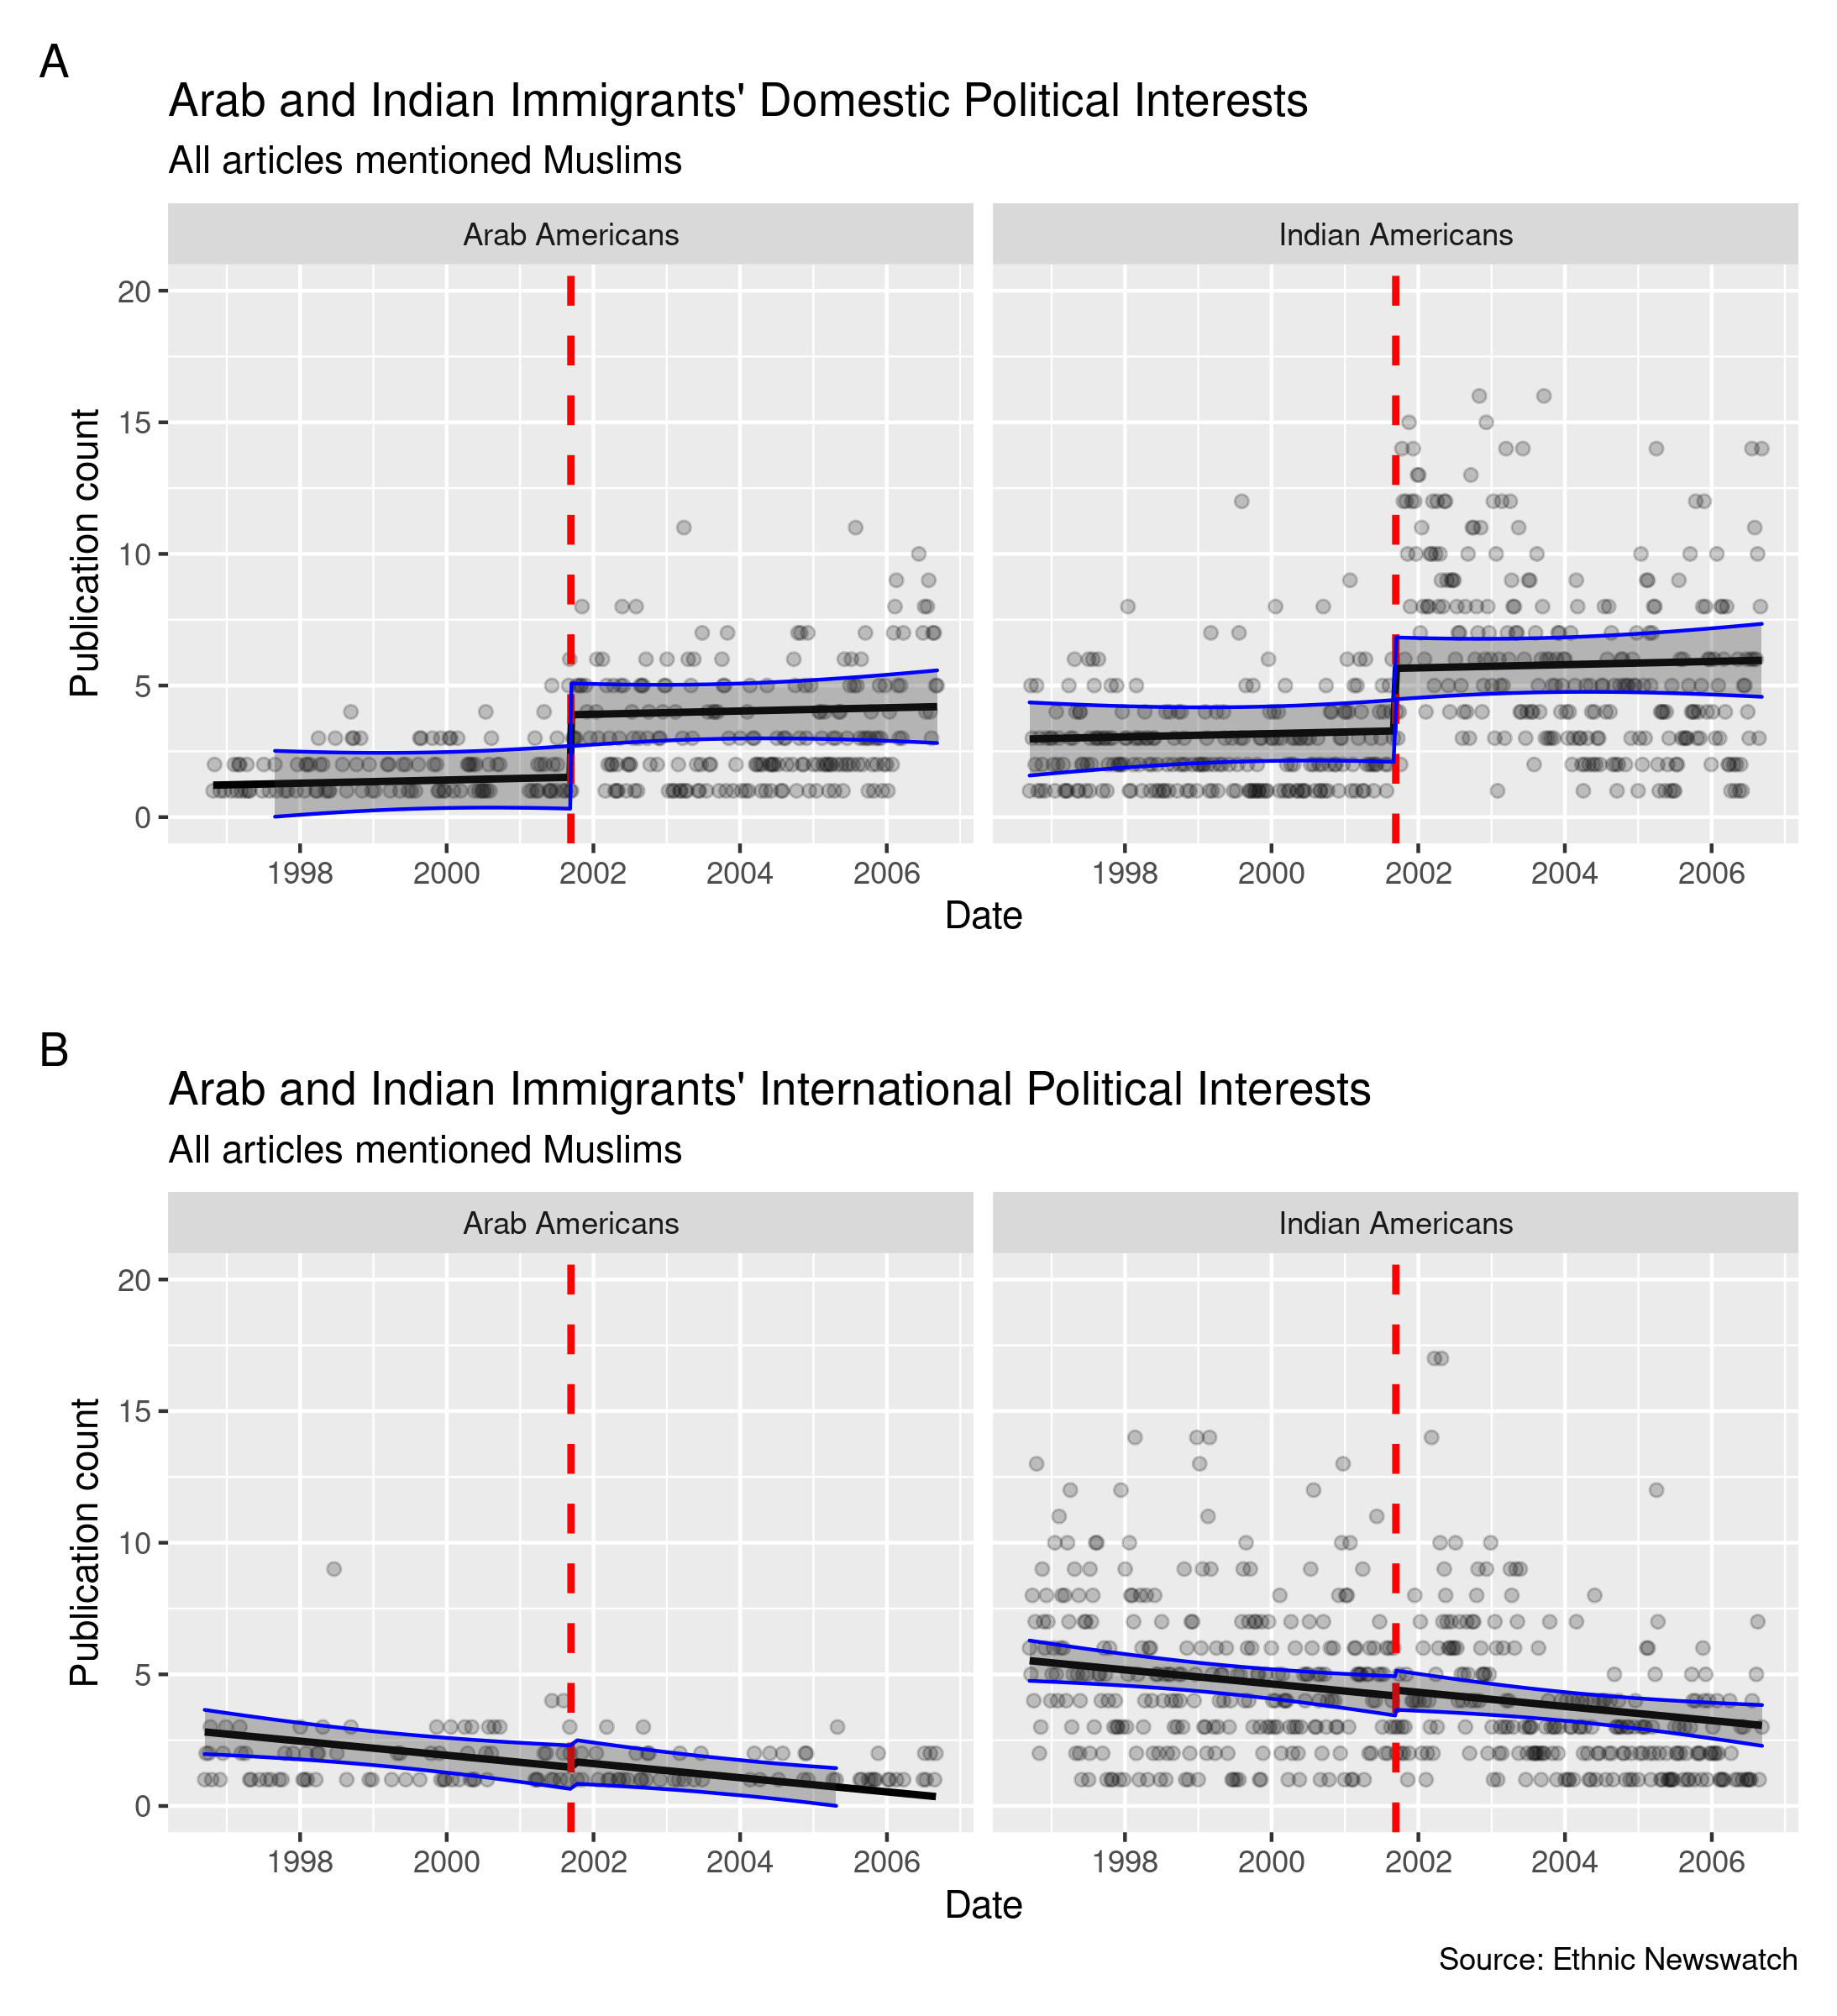 A
Arab and Indian Immigrants' Domestic Political Interests
All articles mentioned Muslims
Arab Americans
Indian Americans
Publication count
20
15
10
5
0
1998 2000 2002 2004 2006
1998 2000 2002 2004 2006
Date
B
Arab and Indian Immigrants' International Political Interests
All articles mentioned Muslims
Arab Americans
Indian Americans
Publication count
20
15
10
5
0
1998 2000 2002 2004 2006
1998 2000 2002 2004 2006
Date
Source: Ethnic Newswatch